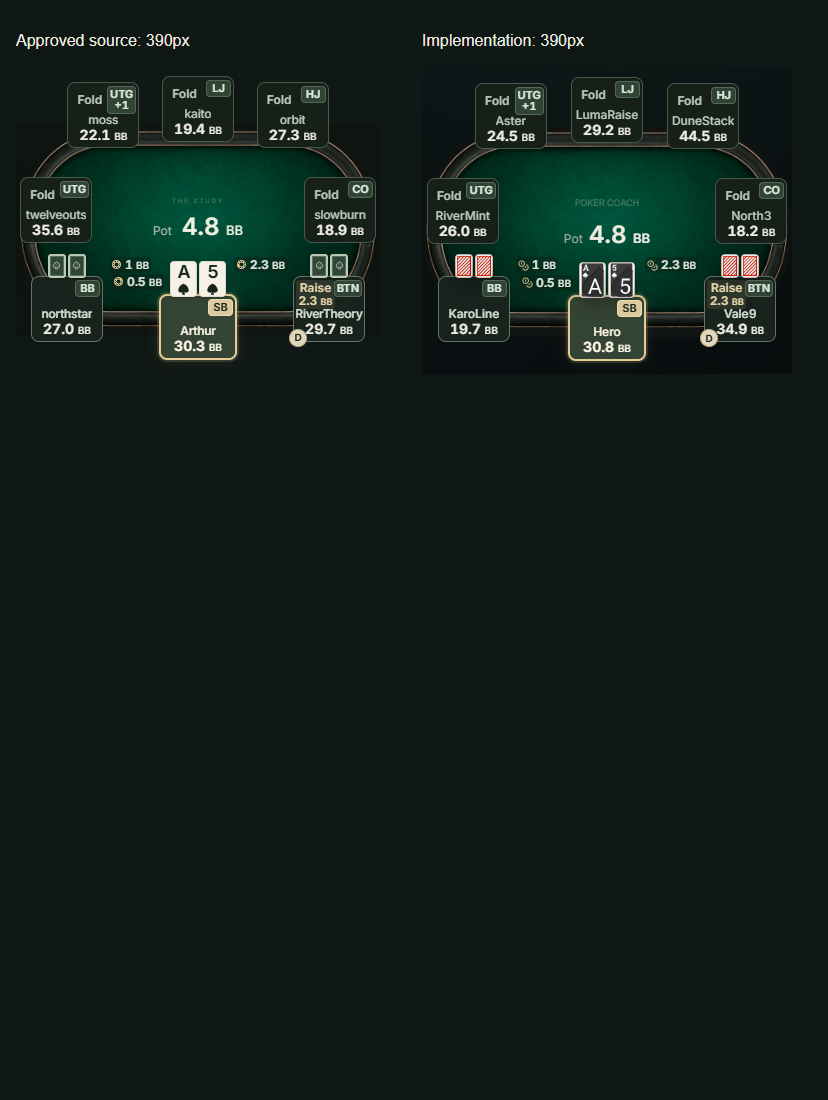 Approved source: 390px
Fold UTG +1
moss
22.1 BB
Fold LJ
kaito
19.4 BB
Fold HJ
orbit
27.3 BB
Fold UTG
twelveouts
35.6 BB
THE STUDY
Pot 4.8 BB
Fold CO
slowburn
18.9 BB
1 BB
0.5 BB
A 5
2.3 BB
BB
northstar
27.0 BB
SB
Arthur
30.3 BB
Raise BTN
2.3 BB
RiverTheory
29.7 BB
D
Implementation: 390px
Fold UTG +1
Aster
24.5 BB
Fold LJ
LumaRaise
29.2 BB
Fold HJ
DuneStack
44.5 BB
Fold UTG
RiverMint
26.0 BB
POKER COACH
Pot 4.8 BB
Fold CO
North3
18.2 BB
1 BB
0.5 BB
A 5
A 5
2.3 BB
BB
KaroLine
19.7 BB
SB
Hero
30.8 BB
Raise BTN
2.3 BB
Vale9
34.9 BB
D